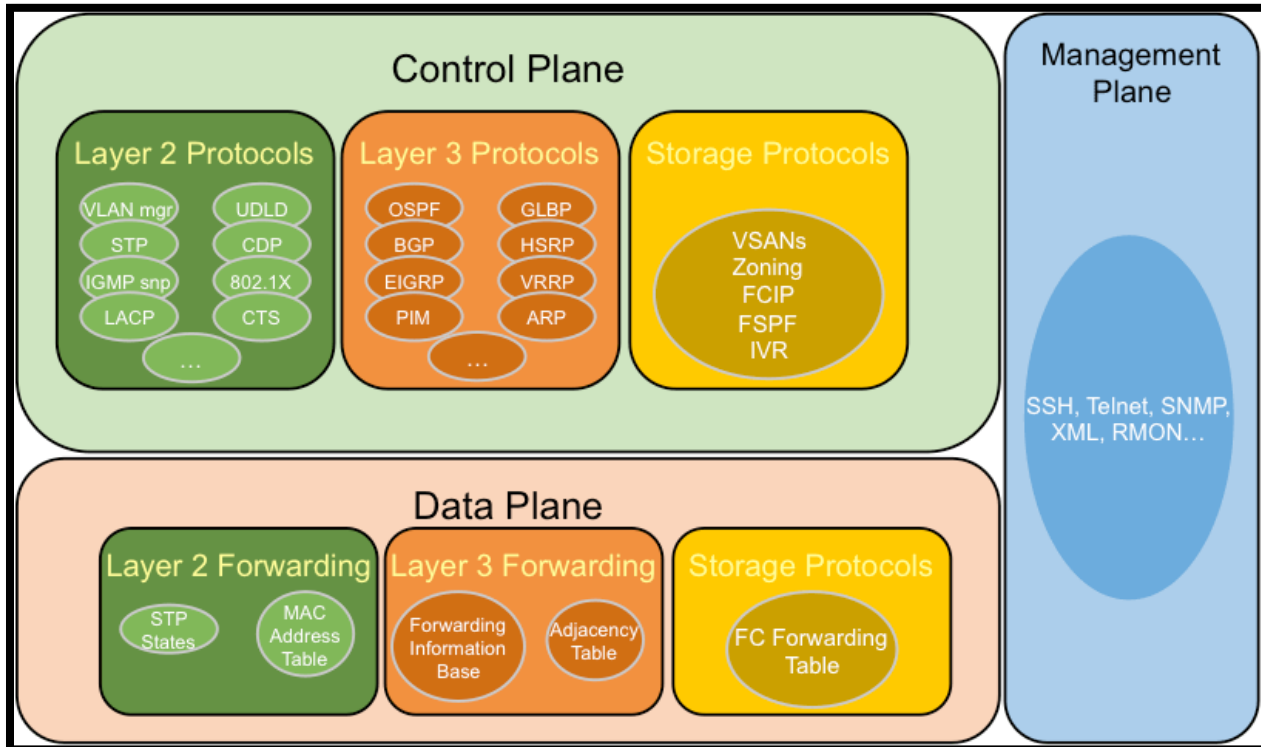 Control Plane
Layer 2 Protocols
VLAN mgr
STP
IGMP snp
LACP
UDLD
CDP
802.1X
CTS
...
Layer 3 Protocols
OSPF
BGP
EIGRP
PIM
GLBP
HSRP
VRRP
ARP
...
Storage Protocols
VSANs
Zoning
FCIP
FSPF
IVR
Data Plane
Layer 2 Forwarding
STP
States
MAC
Address
Table
Layer 3 Forwarding
Forwarding
Information
Base
Adjacency
Table
Storage Protocols
FC Forwarding
Table
Management
Plane
SSH, Telnet, SNMP,
XML, RMON...